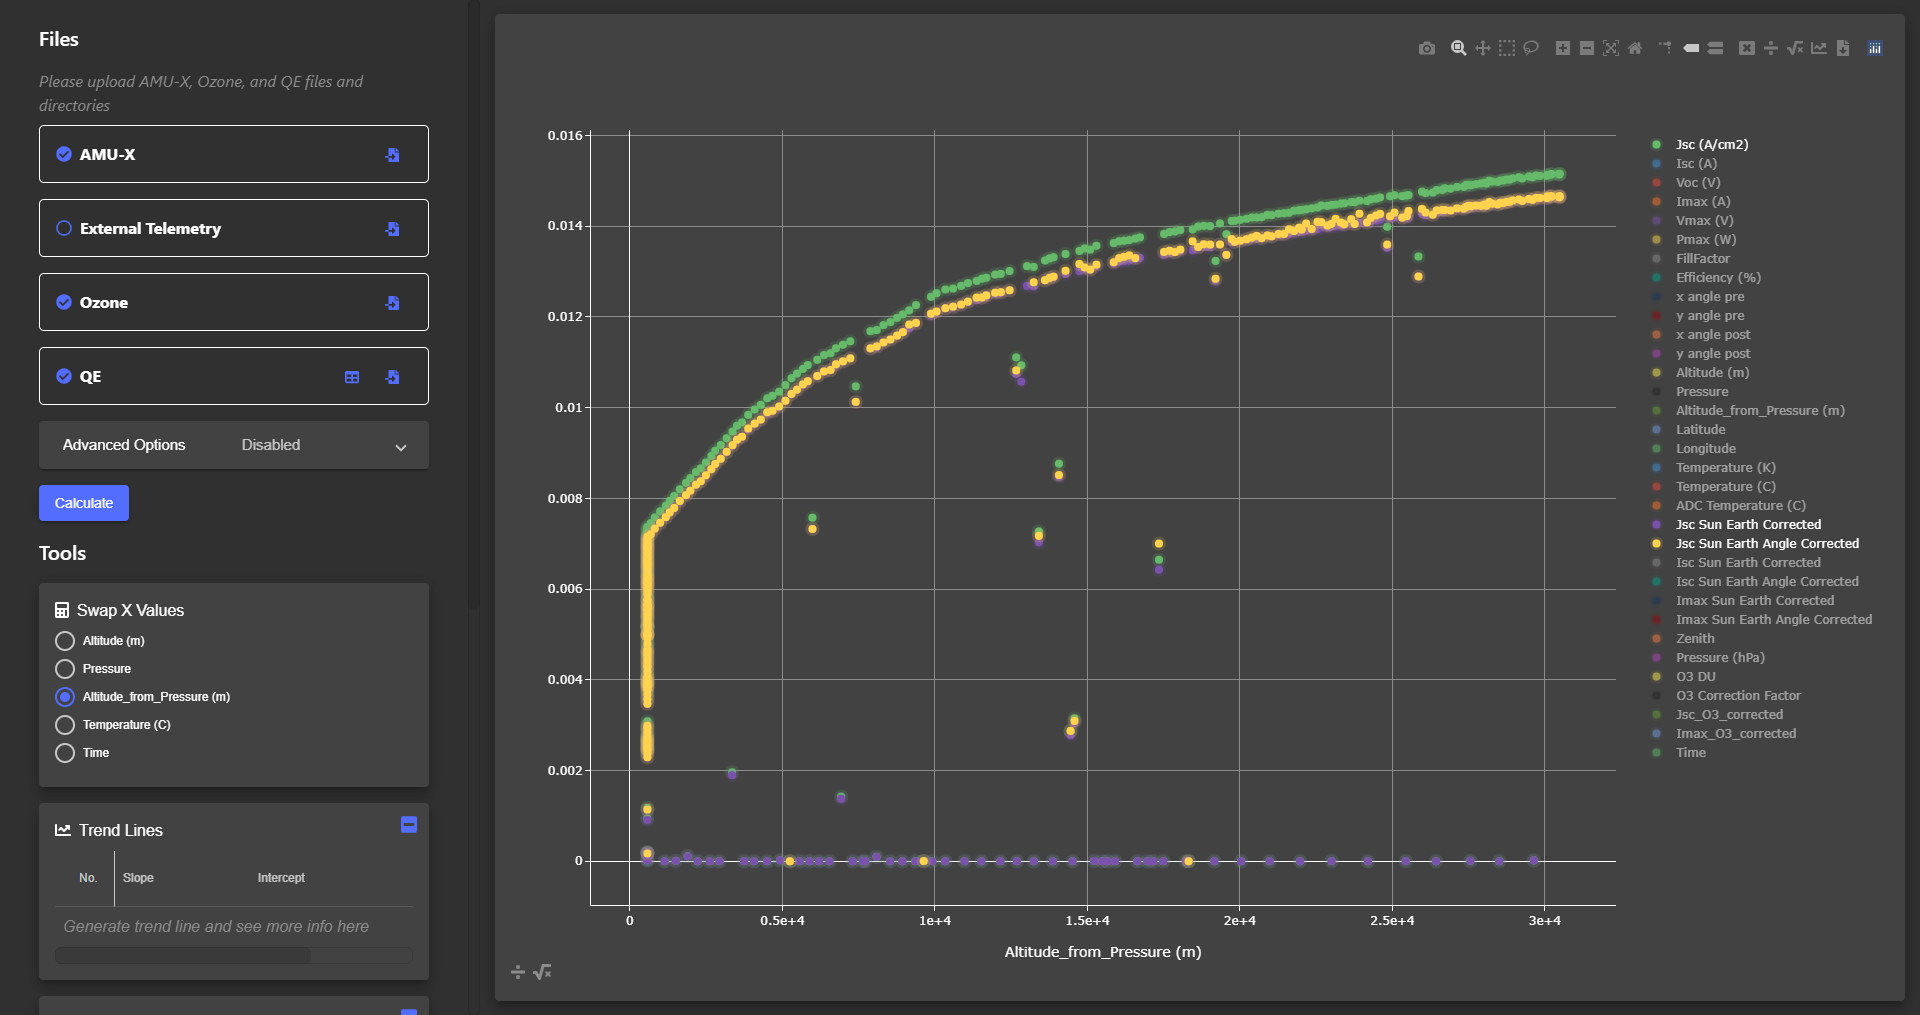 Files
Please upload AMU-X, Ozone, and QE files and
directories
AMU-X
External Telemetry
Ozone
QE
Advanced Options Disabled
Calculate
Tools
Swap X Values
Altitude (m)
Pressure
Altitude_from_Pressure (m)
Temperature (C)
Time
Trend Lines
No. Slope Intercept
Generate trend line and see more info here
0.016
0.014
0.012
0.01
0.008
0.006
0.004
0.002
0
0 0.5e+4 1e+4 1.5e+4 2e+4 2.5e+4 3e+4
Altitude_from_Pressure (m)
Jsc (A/cm2)
Isc (A)
Voc (V)
Imax (A)
Vmax (V)
Pmax (W)
FillFactor
Efficiency (%)
x angle pre
y angle pre
x angle post
y angle post
Altitude (m)
Pressure
Altitude_from_Pressure (m)
Latitude
Longitude
Temperature (K)
Temperature (C)
ADC Temperature (C)
Jsc Sun Earth Corrected
Jsc Sun Earth Angle Corrected
Isc Sun Earth Corrected
Isc Sun Earth Angle Corrected
Imax Sun Earth Corrected
Imax Sun Earth Angle Corrected
Zenith
Pressure (hPa)
O3 DU
O3 Correction Factor
Jsc_O3_corrected
Imax_O3_corrected
Time